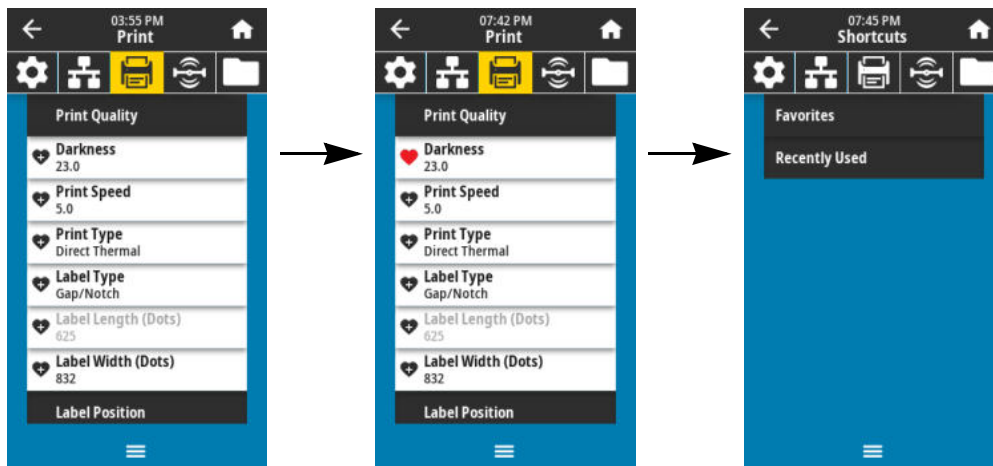 03:55 PM
Print
Print Quality
Darkness
23.0
Print Speed
5.0
Print Type
Direct Thermal
Label Type
Gap/Notch
Label Length (Dots)
625
Label Width (Dots)
832
Label Position
07:42 PM
Print
Print Quality
Darkness
23.0
Print Speed
5.0
Print Type
Direct Thermal
Label Type
Gap/Notch
Label Length (Dots)
625
Label Width (Dots)
832
Label Position
07:45 PM
Shortcuts
Favorites
Recently Used